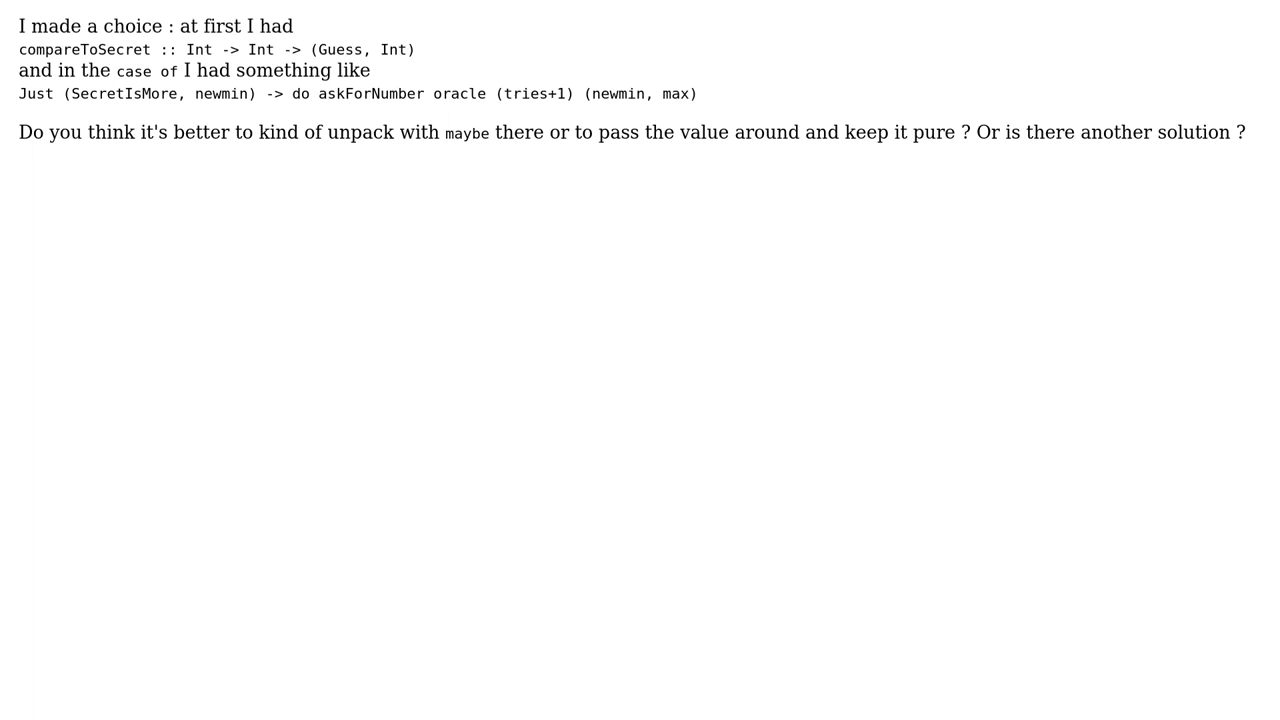 I made a choice : at first I had
compareToSecret :: Int -> Int -> (Guess, Int)
and in the case of I had something like
Just (SecretIsMore, newmin) -> do askForNumber oracle (tries+1) (newmin, max)
Do you think it's better to kind of unpack with maybe there or to pass the value around and keep it pure ? Or is there another solution ?